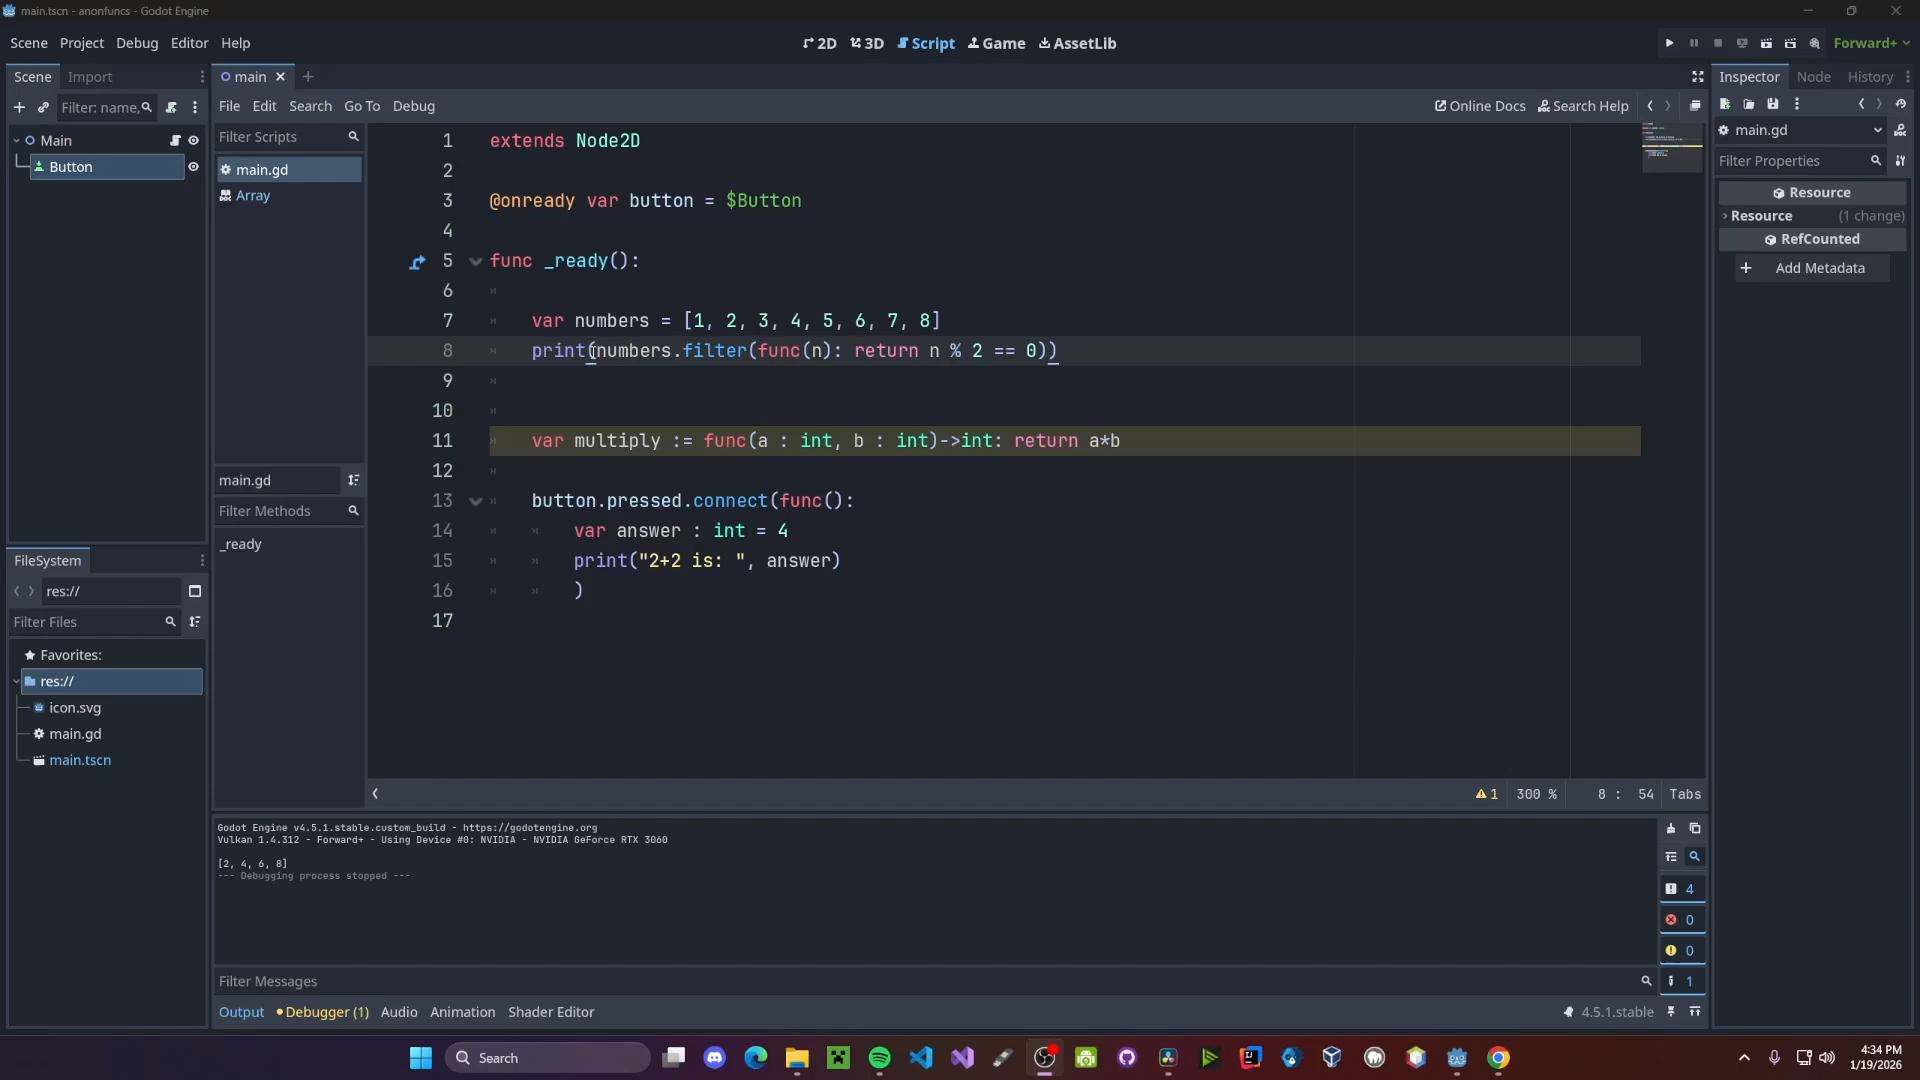 main.tscn - anonfuncs - Godot Engine
Scene Project Debug Editor Help
2D 3D Script Game AssetLib
Forward+
Scene Import
main
Inspector Node History
Filter: name,
File Edit Search Go To Debug
Online Docs Search Help
Main
Button
Filter Scripts
main.gd
Array
main.gd
Filter Methods
_ready
1 extends Node2D
2
3 @onready var button = $Button
4
5 func _ready():
6
7 var numbers = [1, 2, 3, 4, 5, 6, 7, 8]
8 print(numbers.filter(func(n): return n % 2 == 0))
9
10
11 var multiply := func(a : int, b : int)->int: return a*b
12
13 button.pressed.connect(func():
14 var answer : int = 4
15 print("2+2 is: ", answer)
16 )
17
main.gd
Filter Properties
Resource
Resource (1 change)
RefCounted
Add Metadata
FileSystem
res://
Filter Files
Favorites:
res://
icon.svg
main.gd
main.tscn
1 300 % 8 : 54 Tabs
Godot Engine v4.5.1.stable.custom_build - https://godotengine.org
Vulkan 1.4.312 - Forward+ - Using Device #0: NVIDIA - NVIDIA GeForce RTX 3060
[2, 4, 6, 8]
--- Debugging process stopped ---
4
0
0
1
Filter Messages
Output Debugger (1) Audio Animation Shader Editor
4.5.1.stable
Search
4:34 PM
1/19/2026